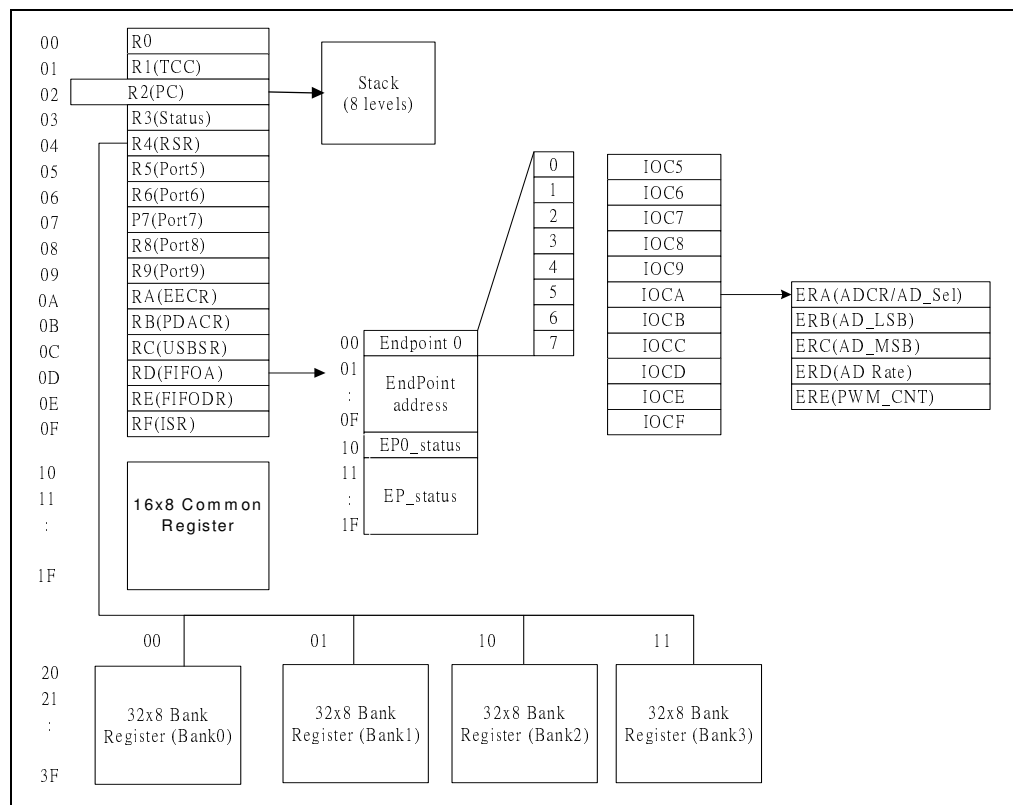 00
R0
01
R1(TCC)
02
R2(PC)
03
R3(Status)
04
R4(RSR)
05
R5(Port5)
06
R6(Port6)
07
P7(Port7)
08
R8(Port8)
09
R9(Port9)
0A
RA(EECR)
0B
RB(PDACR)
0C
RC(USBSR)
0D
RD(FIFOA)
0E
RE(FIFODR)
0F
RF(ISR)
Stack
(8 levels)
10
11
:
1F
16x8 Common
Register
00
Endpoint 0
01
:
0F
EndPoint
address
10
EP0_status
11
:
1F
EP_status
0
1
2
3
4
5
6
7
IOC5
IOC6
IOC7
IOC8
IOC9
IOCA
IOCB
IOCC
IOCD
IOCE
IOCF
ERA(ADCR/AD_Sel)
ERB(AD_LSB)
ERC(AD_MSB)
ERD(AD Rate)
ERE(PWM_CNT)
00
01
10
11
20
21
:
3F
32x8 Bank
Register (Bank0)
32x8 Bank
Register (Bank1)
32x8 Bank
Register (Bank2)
32x8 Bank
Register (Bank3)